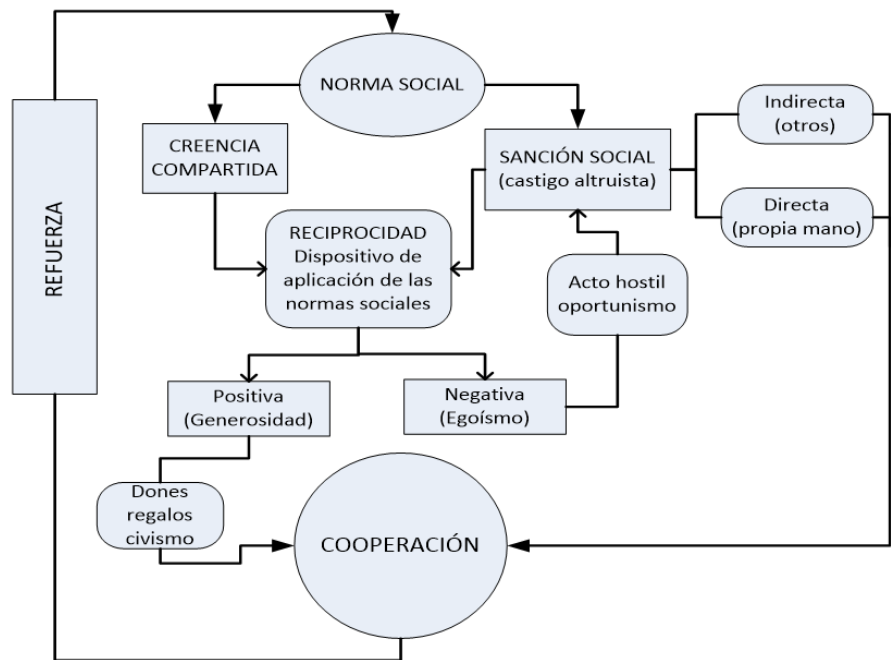 NORMA SOCIAL
CREENCIA
COMPARTIDA
SANCIÓN SOCIAL
(castigo altruista)
Indirecta
(otros)
Directa
(propia mano)
REFUERZA
RECIPROCIDAD
Dispositivo de
aplicación de las
normas sociales
Acto hostil
oportunismo
Positiva
(Generosidad)
Negativa
(Egoísmo)
Dones
regalos
civismo
COOPERACIÓN